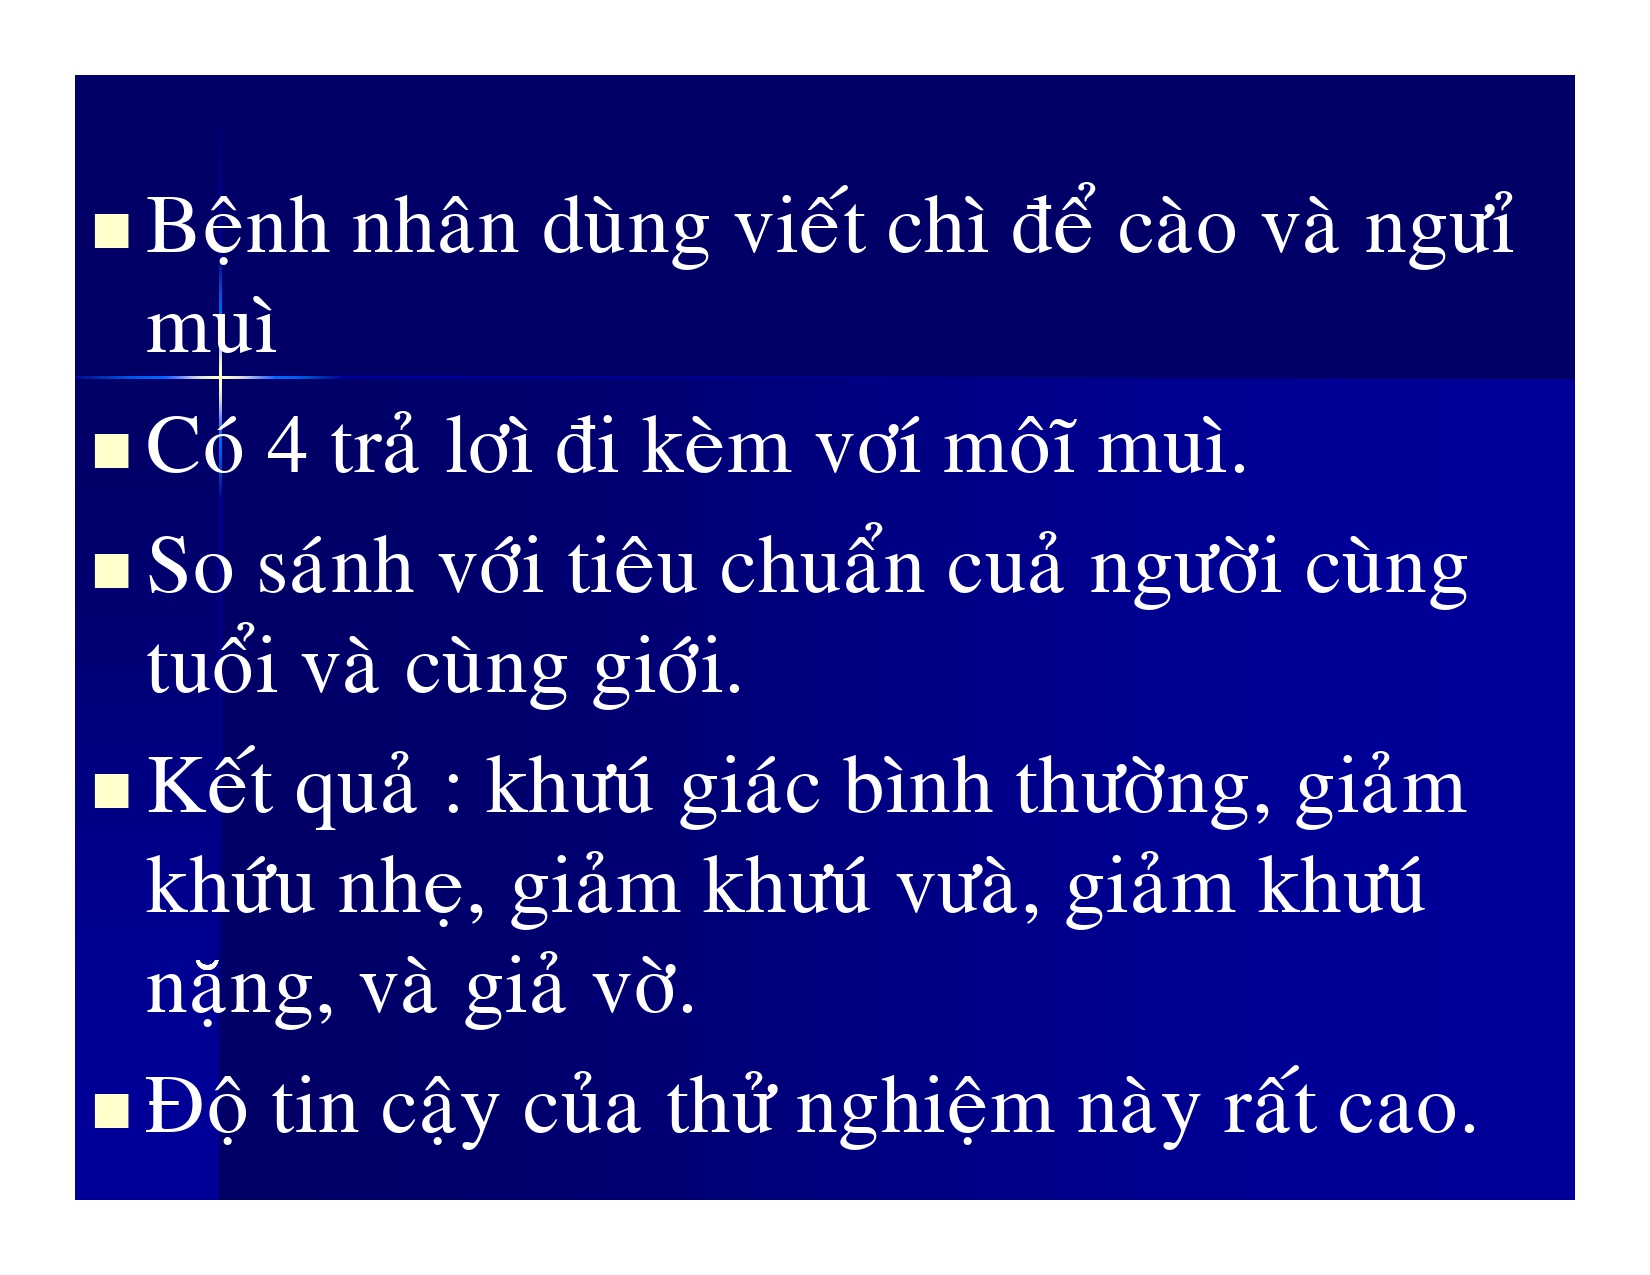 Bệnh nhân dùng viết chì để cào và ngưỉ
muì
Có 4 trả lơì đi kèm vơí môĩ muì.
So sánh với tiêu chuẩn cuả người cùng
tuổi và cùng giới.
Kết quả : khưú giác bình thường, giảm
khứu nhẹ, giảm khưú vưà, giảm khưú
nặng, và giả vờ.
Độ tin cậy của thử nghiệm này rất cao.